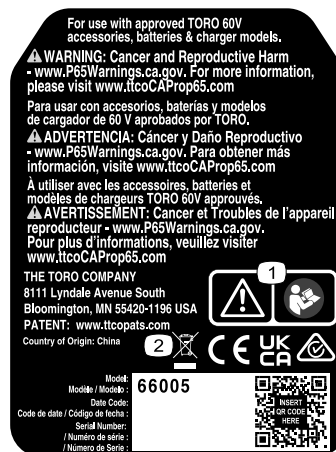 For use with approved TORO 60V
accessories, batteries & charger models.
WARNING: Cancer and Reproductive Harm
- www.P65Warnings.ca.gov. For more information,
please visit www.ttcoCAProp65.com
Para usar con accesorios, baterías y modelos
de cargador de 60 V aprobados por TORO.
ADVERTENCIA: Cáncer y Daño Reproductivo
- www.P65Warnings.ca.gov. Para obtener más
información, visite www.ttcoCAProp65.com
À utiliser avec les accessoires, batteries et
modèles de chargeurs TORO 60V approuvés.
AVERTISSEMENT: Cancer et Troubles de l'appareil
reproducteur - www.P65Warnings.ca.gov.
Pour plus d'informations, veuillez visiter
www.ttcoCAProp65.com
THE TORO COMPANY
8111 Lyndale Avenue South
Bloomington, MN 55420-1196 USA
PATENT: www.ttcopats.com
Country of Origin: China
1
2
CE UK CA
Model:
Modèle / Modelo :
66005
Date Code:
Code de date / Código de fecha :
Serial Number:
/ Numéro de série :
/ Número de Serie :
INSERT
QR CODE
HERE